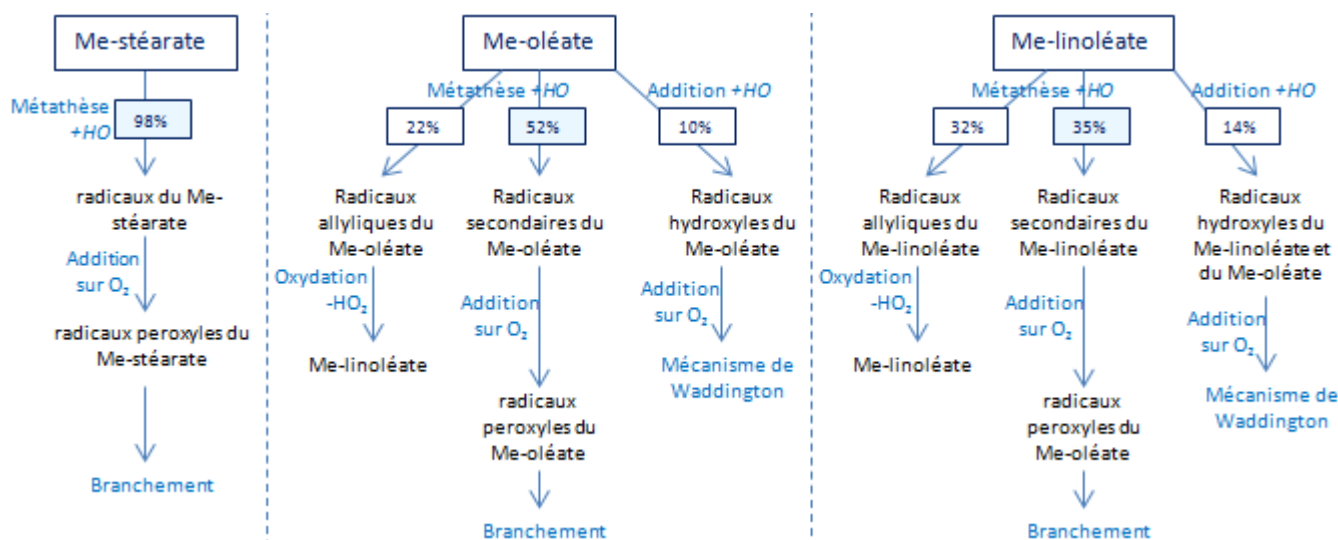 Me-stéarate
Métathèse
+HO
98%
radicaux du Me-
stéarate
Addition
sur O₂
radicaux peroxyles du
Me-stéarate
Branchement
Me-oléate
Métathèse +HO
Addition +HO
22%
52%
10%
Radicaux
allyliques du
Me-oléate
Radicaux
secondaires du
Me-oléate
Radicaux
hydroxyles du
Me-oléate
Oxydation
-HO₂
Addition
sur O₂
Addition
sur O₂
Me-linoléate
Mécanisme de
Waddington
radicaux
peroxyles du
Me-oléate
Branchement
Me-linoléate
Métathèse +HO
Addition +HO
32%
35%
14%
Radicaux
allyliques du
Me-linoléate
Radicaux
secondaires du
Me-linoléate
Radicaux
hydroxyles du
Me-linoléate et
du Me-oléate
Oxydation
-HO₂
Addition
sur O₂
Addition
sur O₂
Me-linoléate
Mécanisme de
Waddington
radicaux
peroxyles du
Me-oléate
Branchement